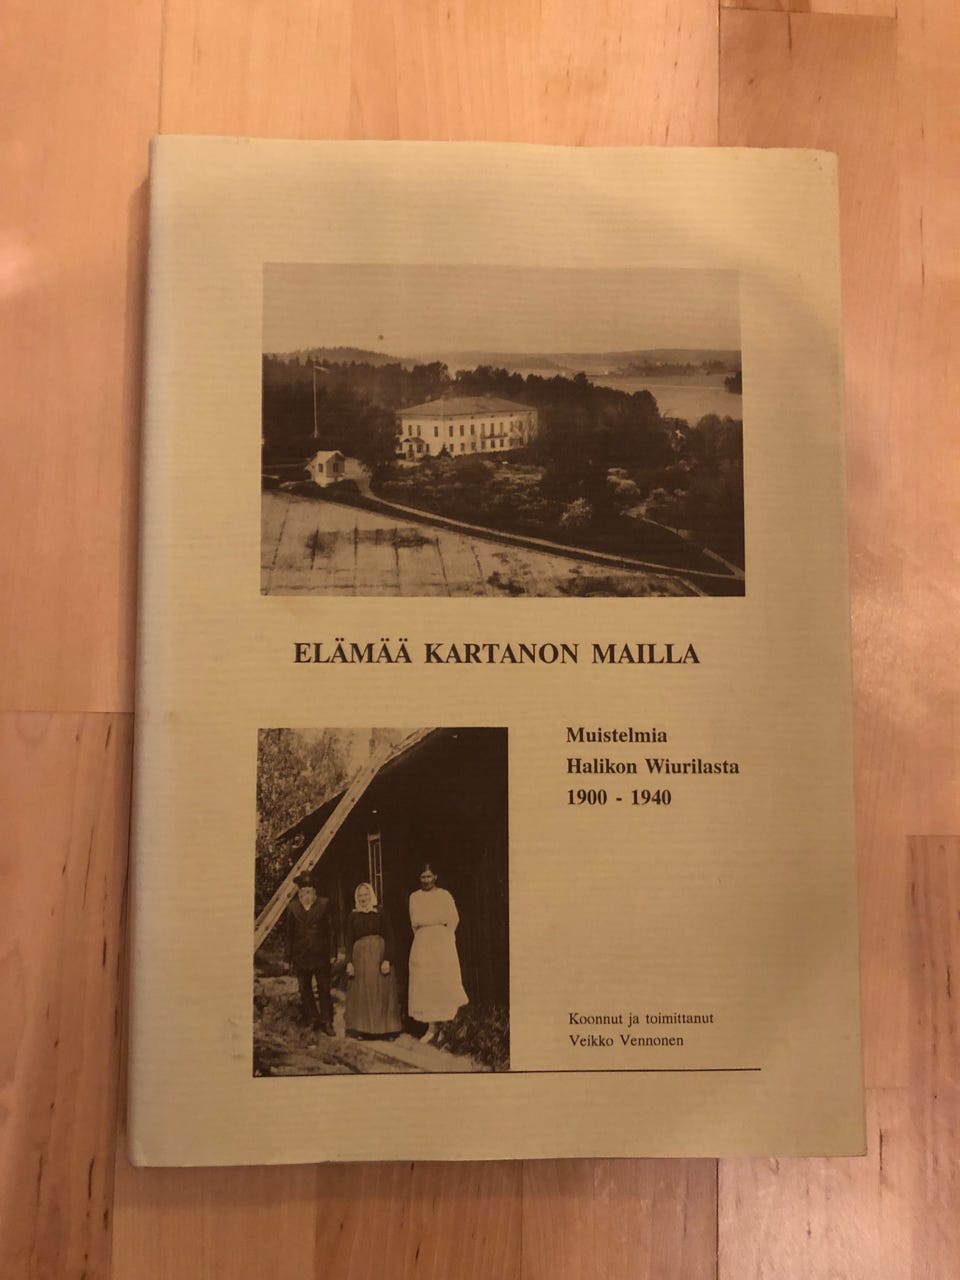 ELÄMÄÄ KARTANON MAILLA
Muistelmia
Halikon Wiurilasta
1900 - 1940
Koonnut ja toimittanut
Veikko Vennonen